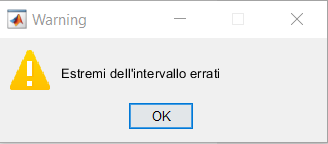 Warning
Estremi dell'intervallo errati
OK